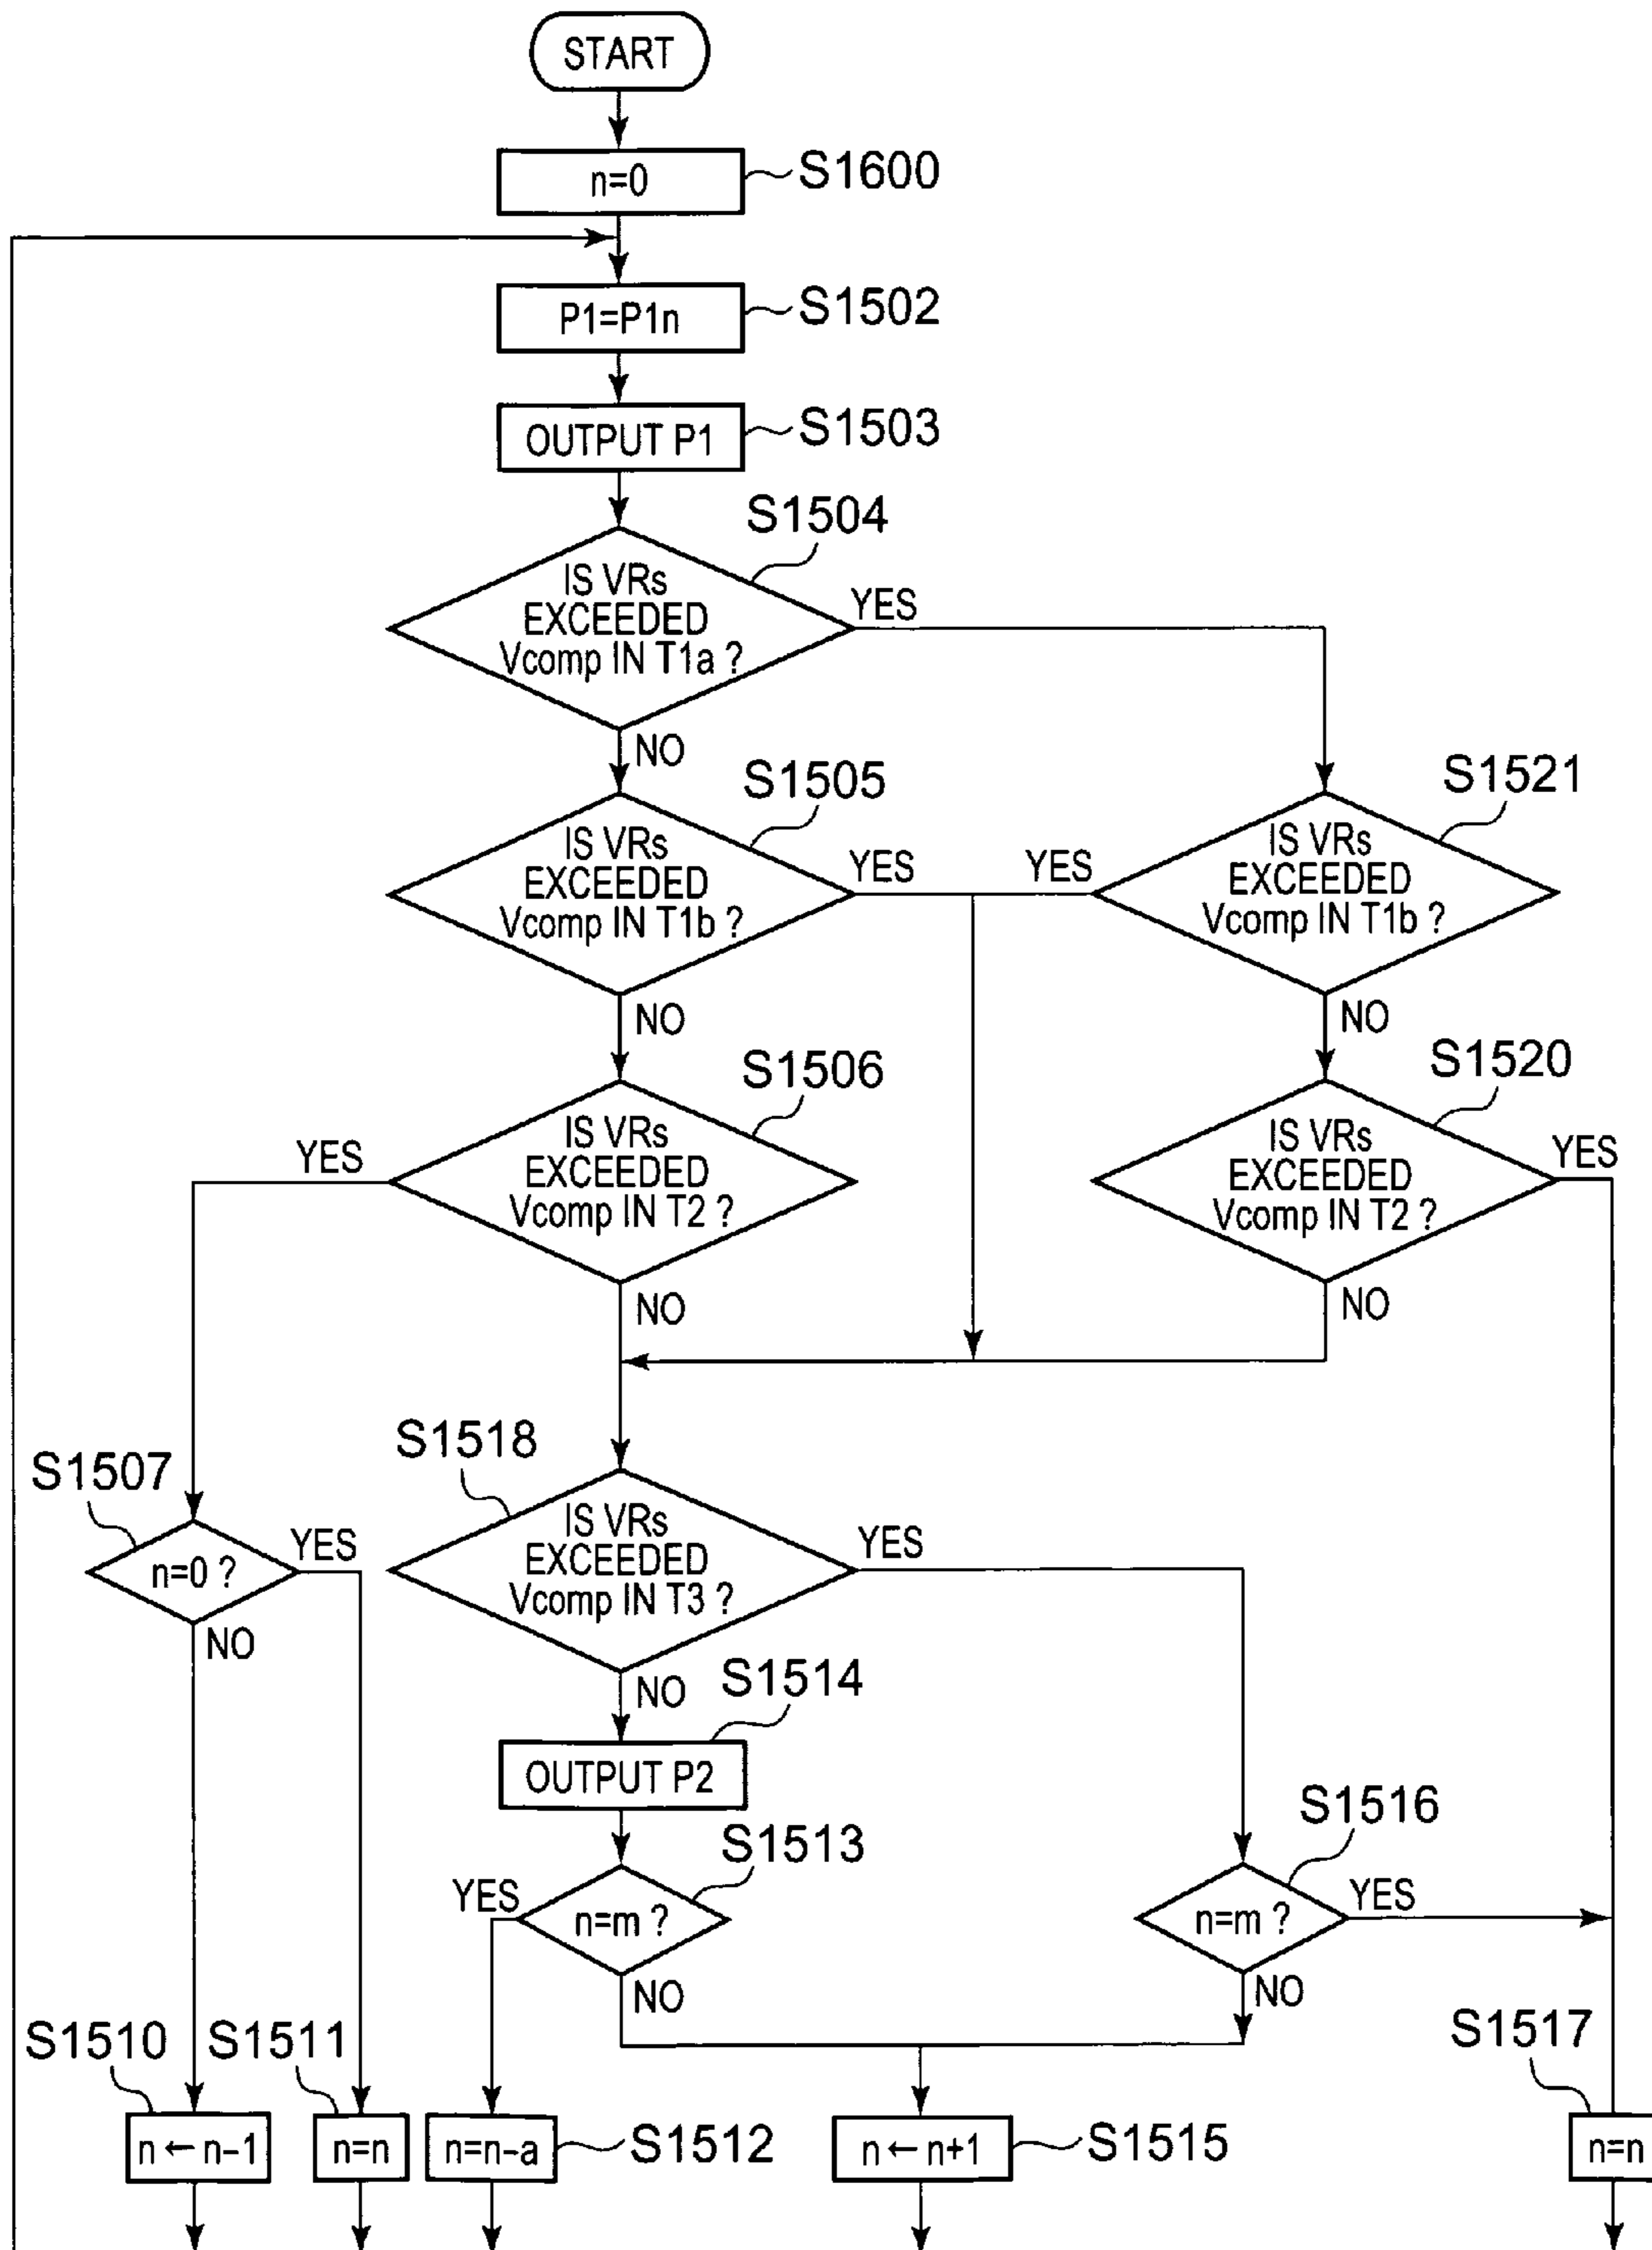 START
n=0
S1600
P1=P1n
S1502
OUTPUT P1
S1503
S1504
IS VRs
EXCEEDED
Vcomp IN T1a ?
YES
NO
S1505
IS VRs
EXCEEDED
Vcomp IN T1b ?
YES
NO
S1521
YES
IS VRs
EXCEEDED
Vcomp IN T1b ?
NO
S1506
YES
IS VRs
EXCEEDED
Vcomp IN T2 ?
NO
S1520
IS VRs
EXCEEDED
Vcomp IN T2 ?
YES
NO
S1507
n=0 ?
YES
NO
S1518
IS VRs
EXCEEDED
Vcomp IN T3 ?
YES
NO
S1514
OUTPUT P2
S1513
YES
n=m ?
NO
S1516
n=m ?
YES
NO
S1510
n ← n−1
S1511
n=n
n=n−a
S1512
n ← n+1
S1515
S1517
n=n